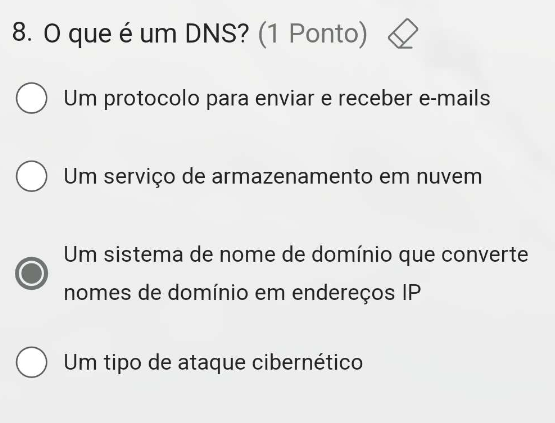 8. O que é um DNS? (1 Ponto)
Um protocolo para enviar e receber e-mails
Um serviço de armazenamento em nuvem
Um sistema de nome de domínio que converte
nomes de domínio em endereços IP
Um tipo de ataque cibernético